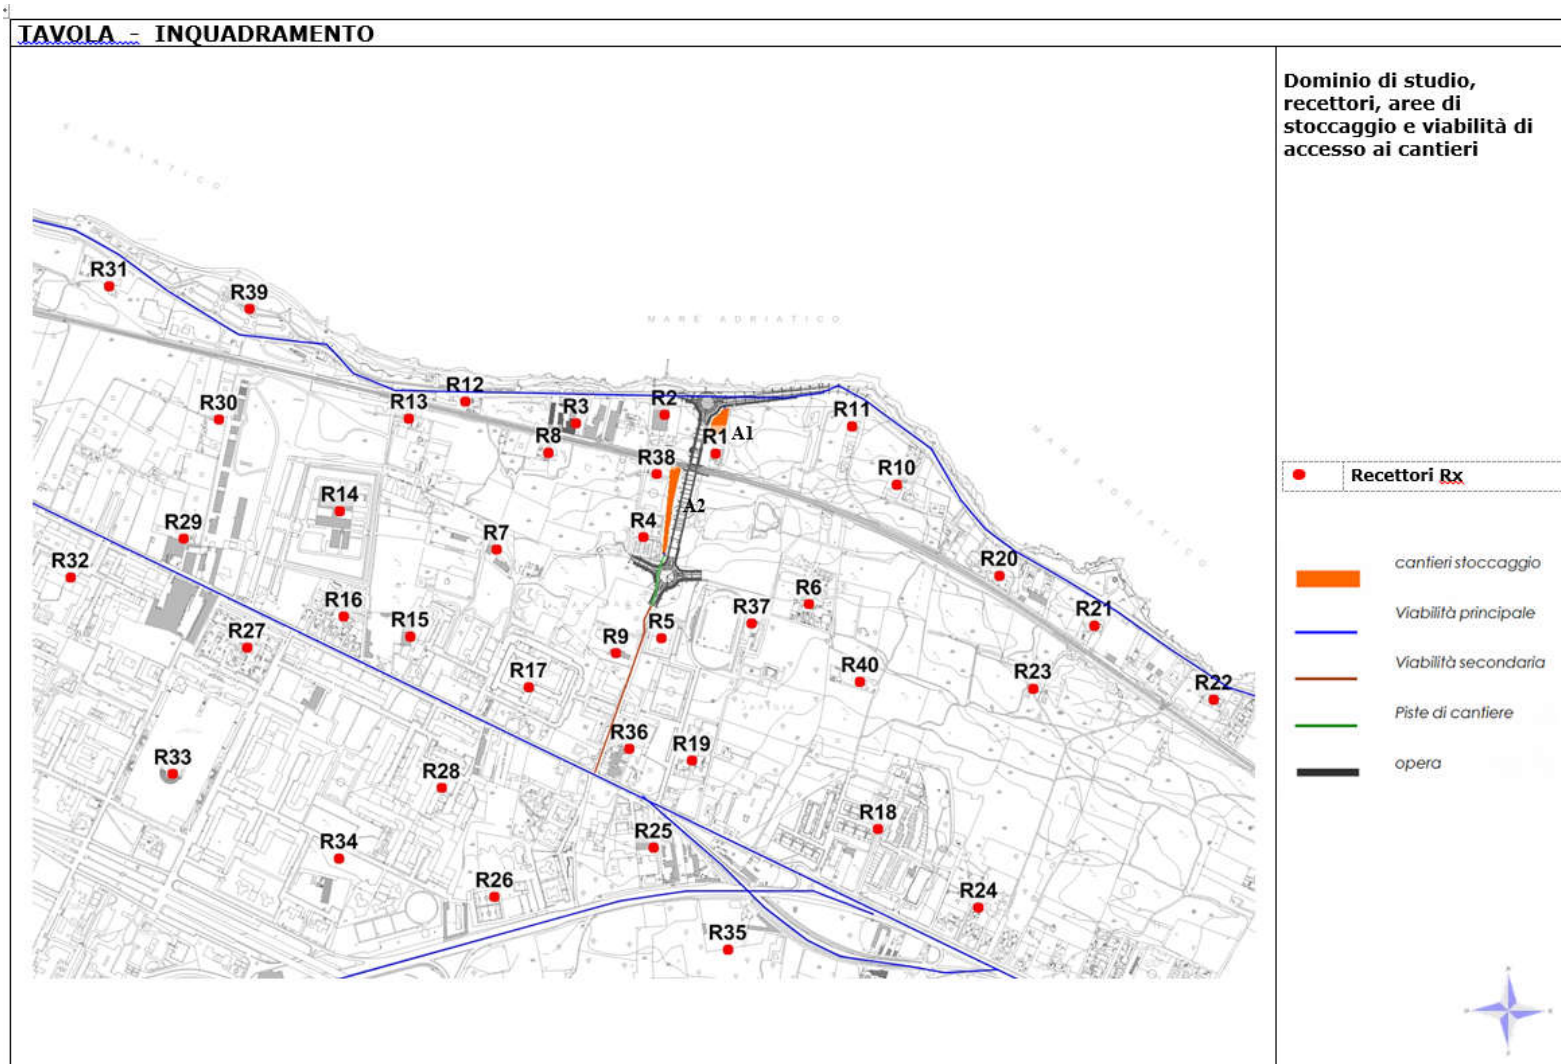 TAVOLA - INQUADRAMENTO
Dominio di studio,
recettori, aree di
stoccaggio e viabilità di
accesso ai cantieri
ADRIATICO
MARE ADRIATICO
MARE ADRIATICO
R31
R39
R12
R30
R13
R3
R2
R11
R8
R1
A1
R38
R10
R14
A2
R4
R29
R7
R32
R20
R16
R15
R6
R37
R21
R27
R9
R5
R17
R40
R23
R22
R36
R19
R33
R28
R18
R34
R25
R26
R24
R35
Recettori Rx
cantieri stoccaggio
Viabilità principale
Viabilità secondaria
Piste di cantiere
opera